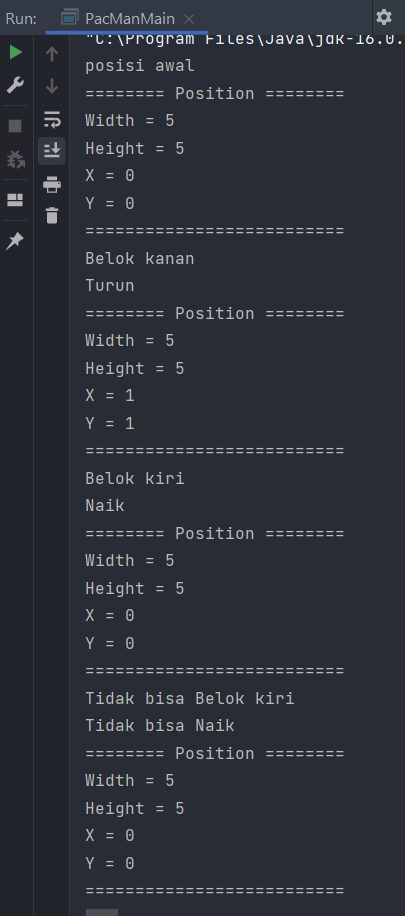 Run: PacManMain
"C:\Program Files\Java\jdk-16.0.
posisi awal
======== Position ========
Width = 5
Height = 5
X = 0
Y = 0
==========================
Belok kanan
Turun
======== Position ========
Width = 5
Height = 5
X = 1
Y = 1
==========================
Belok kiri
Naik
======== Position ========
Width = 5
Height = 5
X = 0
Y = 0
==========================
Tidak bisa Belok kiri
Tidak bisa Naik
======== Position ========
Width = 5
Height = 5
X = 0
Y = 0
==========================